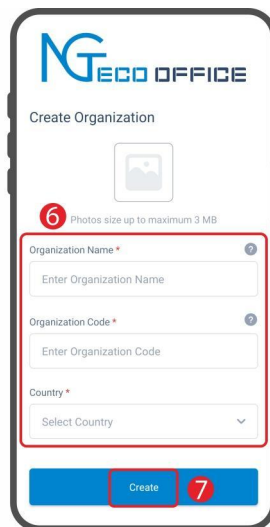 NGTECO OFFICE
Create Organization
6
Photos size up to maximum 3 MB
Organization Name * ?
Enter Organization Name
Organization Code * ?
Enter Organization Code
Country *
Select Country
Create 7